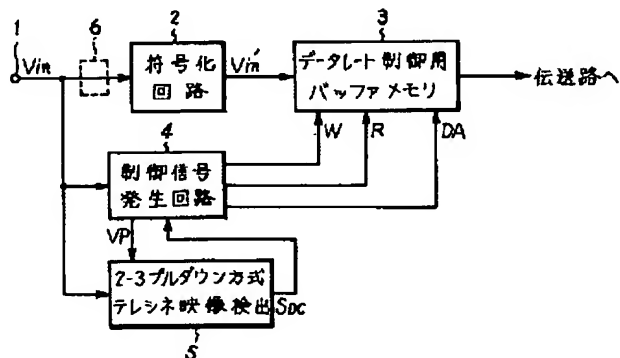 1
Vin
6
2
符号化
回路
Vin'
3
データレート制御用
バッファメモリ
伝送路へ
W
R
DA
4
制御信号
発生回路
VP
2-3プルダウン方式
テレシネ映像検出
SDC
5